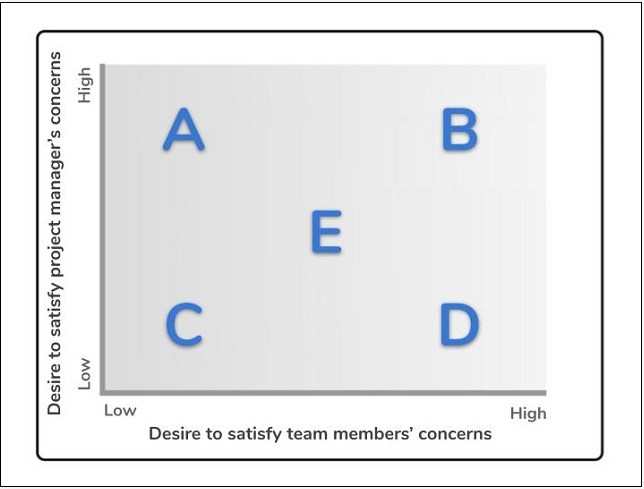 Desire to satisfy project manager's concerns
High
A
B
E
C
D
Low
Low
High
Desire to satisfy team members' concerns